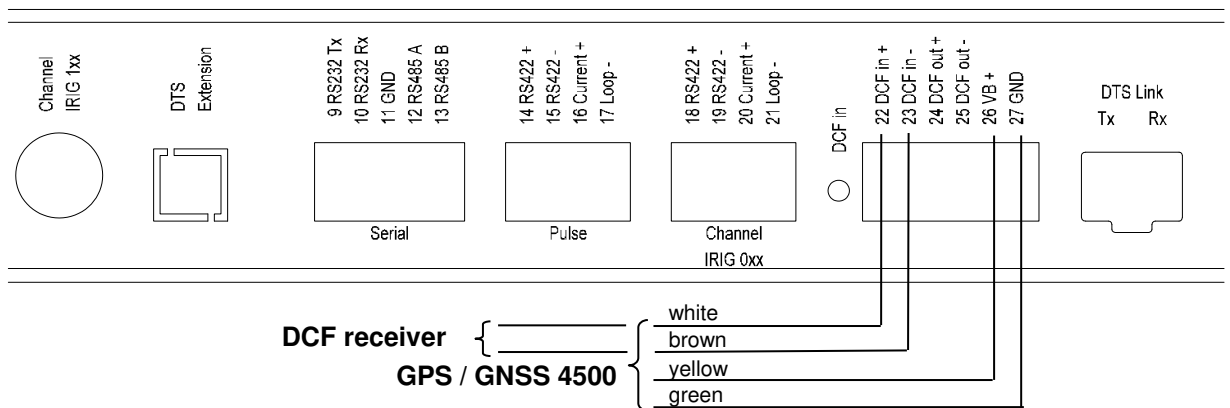 Channel
IRIG 1xx
DTS
Extension
9 RS232 Tx
10 RS232 Rx
11 GND
12 RS485 A
13 RS485 B
Serial
14 RS422 +
15 RS422 -
16 Current +
17 Loop -
Pulse
18 RS422 +
19 RS422 -
20 Current +
21 Loop -
Channel
IRIG 0xx
DCF in
22 DCF in +
23 DCF in -
24 DCF out +
25 DCF out -
26 VB +
27 GND
DTS Link
Tx Rx
DCF receiver
GPS / GNSS 4500
white
brown
yellow
green